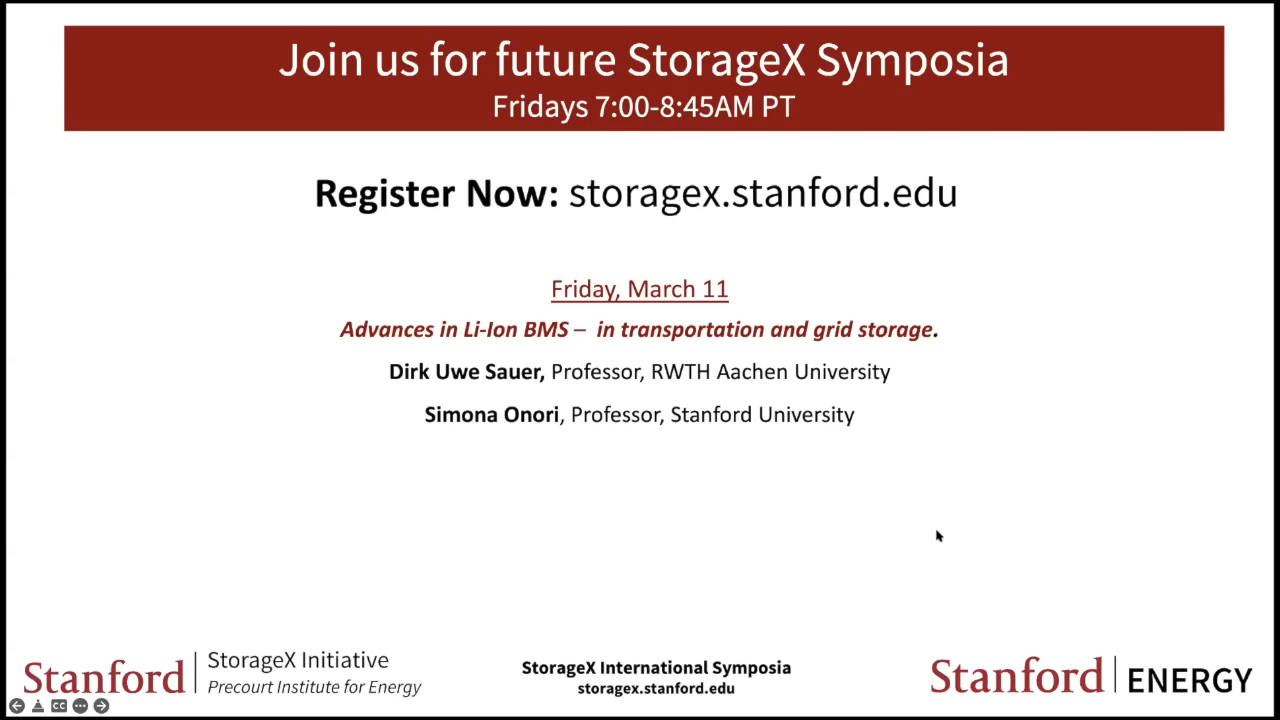 Join us for future StorageX Symposia
Fridays 7:00-8:45AM PT
Register Now: storagex.stanford.edu
Friday, March 11
Advances in Li-Ion BMS – in transportation and grid storage.
Dirk Uwe Sauer, Professor, RWTH Aachen University
Simona Onori, Professor, Stanford University
Stanford
StorageX Initiative
Precourt Institute for Energy
CC
StorageX International Symposia
storagex.stanford.edu
Stanford ENERGY